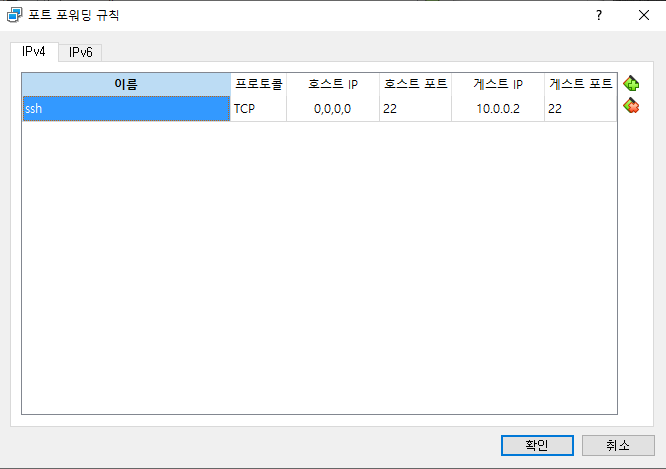 포트 포워딩 규칙 ?
IPv4 IPv6
이름 프로토콜 호스트 IP 호스트 포트 게스트 IP 게스트 포트
ssh TCP 0,0,0,0 22 10.0.0.2 22
확인 취소